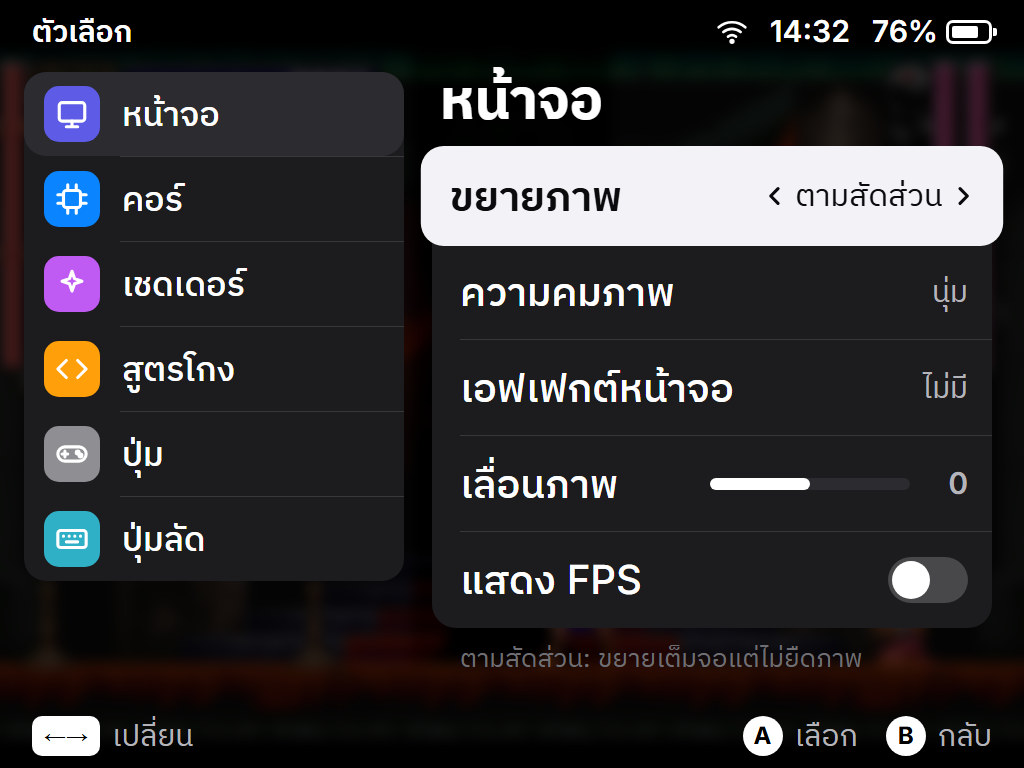 ตัวเลือก
14:32 76%
หน้าจอ
คอร์
เชดเดอร์
สูตรโกง
ปุ่ม
ปุ่มลัด
หน้าจอ
ขยายภาพ ตามสัดส่วน
ความคมภาพ นุ่ม
เอฟเฟกต์หน้าจอ ไม่มี
เลื่อนภาพ 0
แสดง FPS
ตามสัดส่วน: ขยายเต็มจอแต่ไม่ยืดภาพ
←→ เปลี่ยน
A เลือก B กลับ